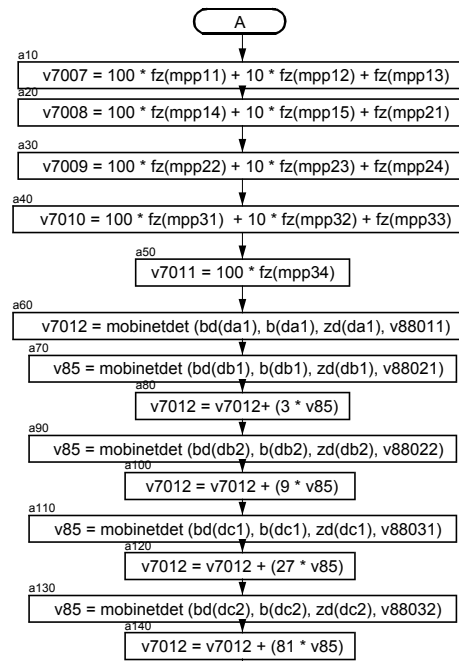 A
a10
v7007 = 100 * fz(mpp11) + 10 * fz(mpp12) + fz(mpp13)
a20
v7008 = 100 * fz(mpp14) + 10 * fz(mpp15) + fz(mpp21)
a30
v7009 = 100 * fz(mpp22) + 10 * fz(mpp23) + fz(mpp24)
a40
v7010 = 100 * fz(mpp31) + 10 * fz(mpp32) + fz(mpp33)
a50
v7011 = 100 * fz(mpp34)
a60
v7012 = mobinetdet (bd(da1), b(da1), zd(da1), v88011)
a70
v85 = mobinetdet (bd(db1), b(db1), zd(db1), v88021)
a80
v7012 = v7012+ (3 * v85)
a90
v85 = mobinetdet (bd(db2), b(db2), zd(db2), v88022)
a100
v7012 = v7012 + (9 * v85)
a110
v85 = mobinetdet (bd(dc1), b(dc1), zd(dc1), v88031)
a120
v7012 = v7012 + (27 * v85)
a130
v85 = mobinetdet (bd(dc2), b(dc2), zd(dc2), v88032)
a140
v7012 = v7012 + (81 * v85)